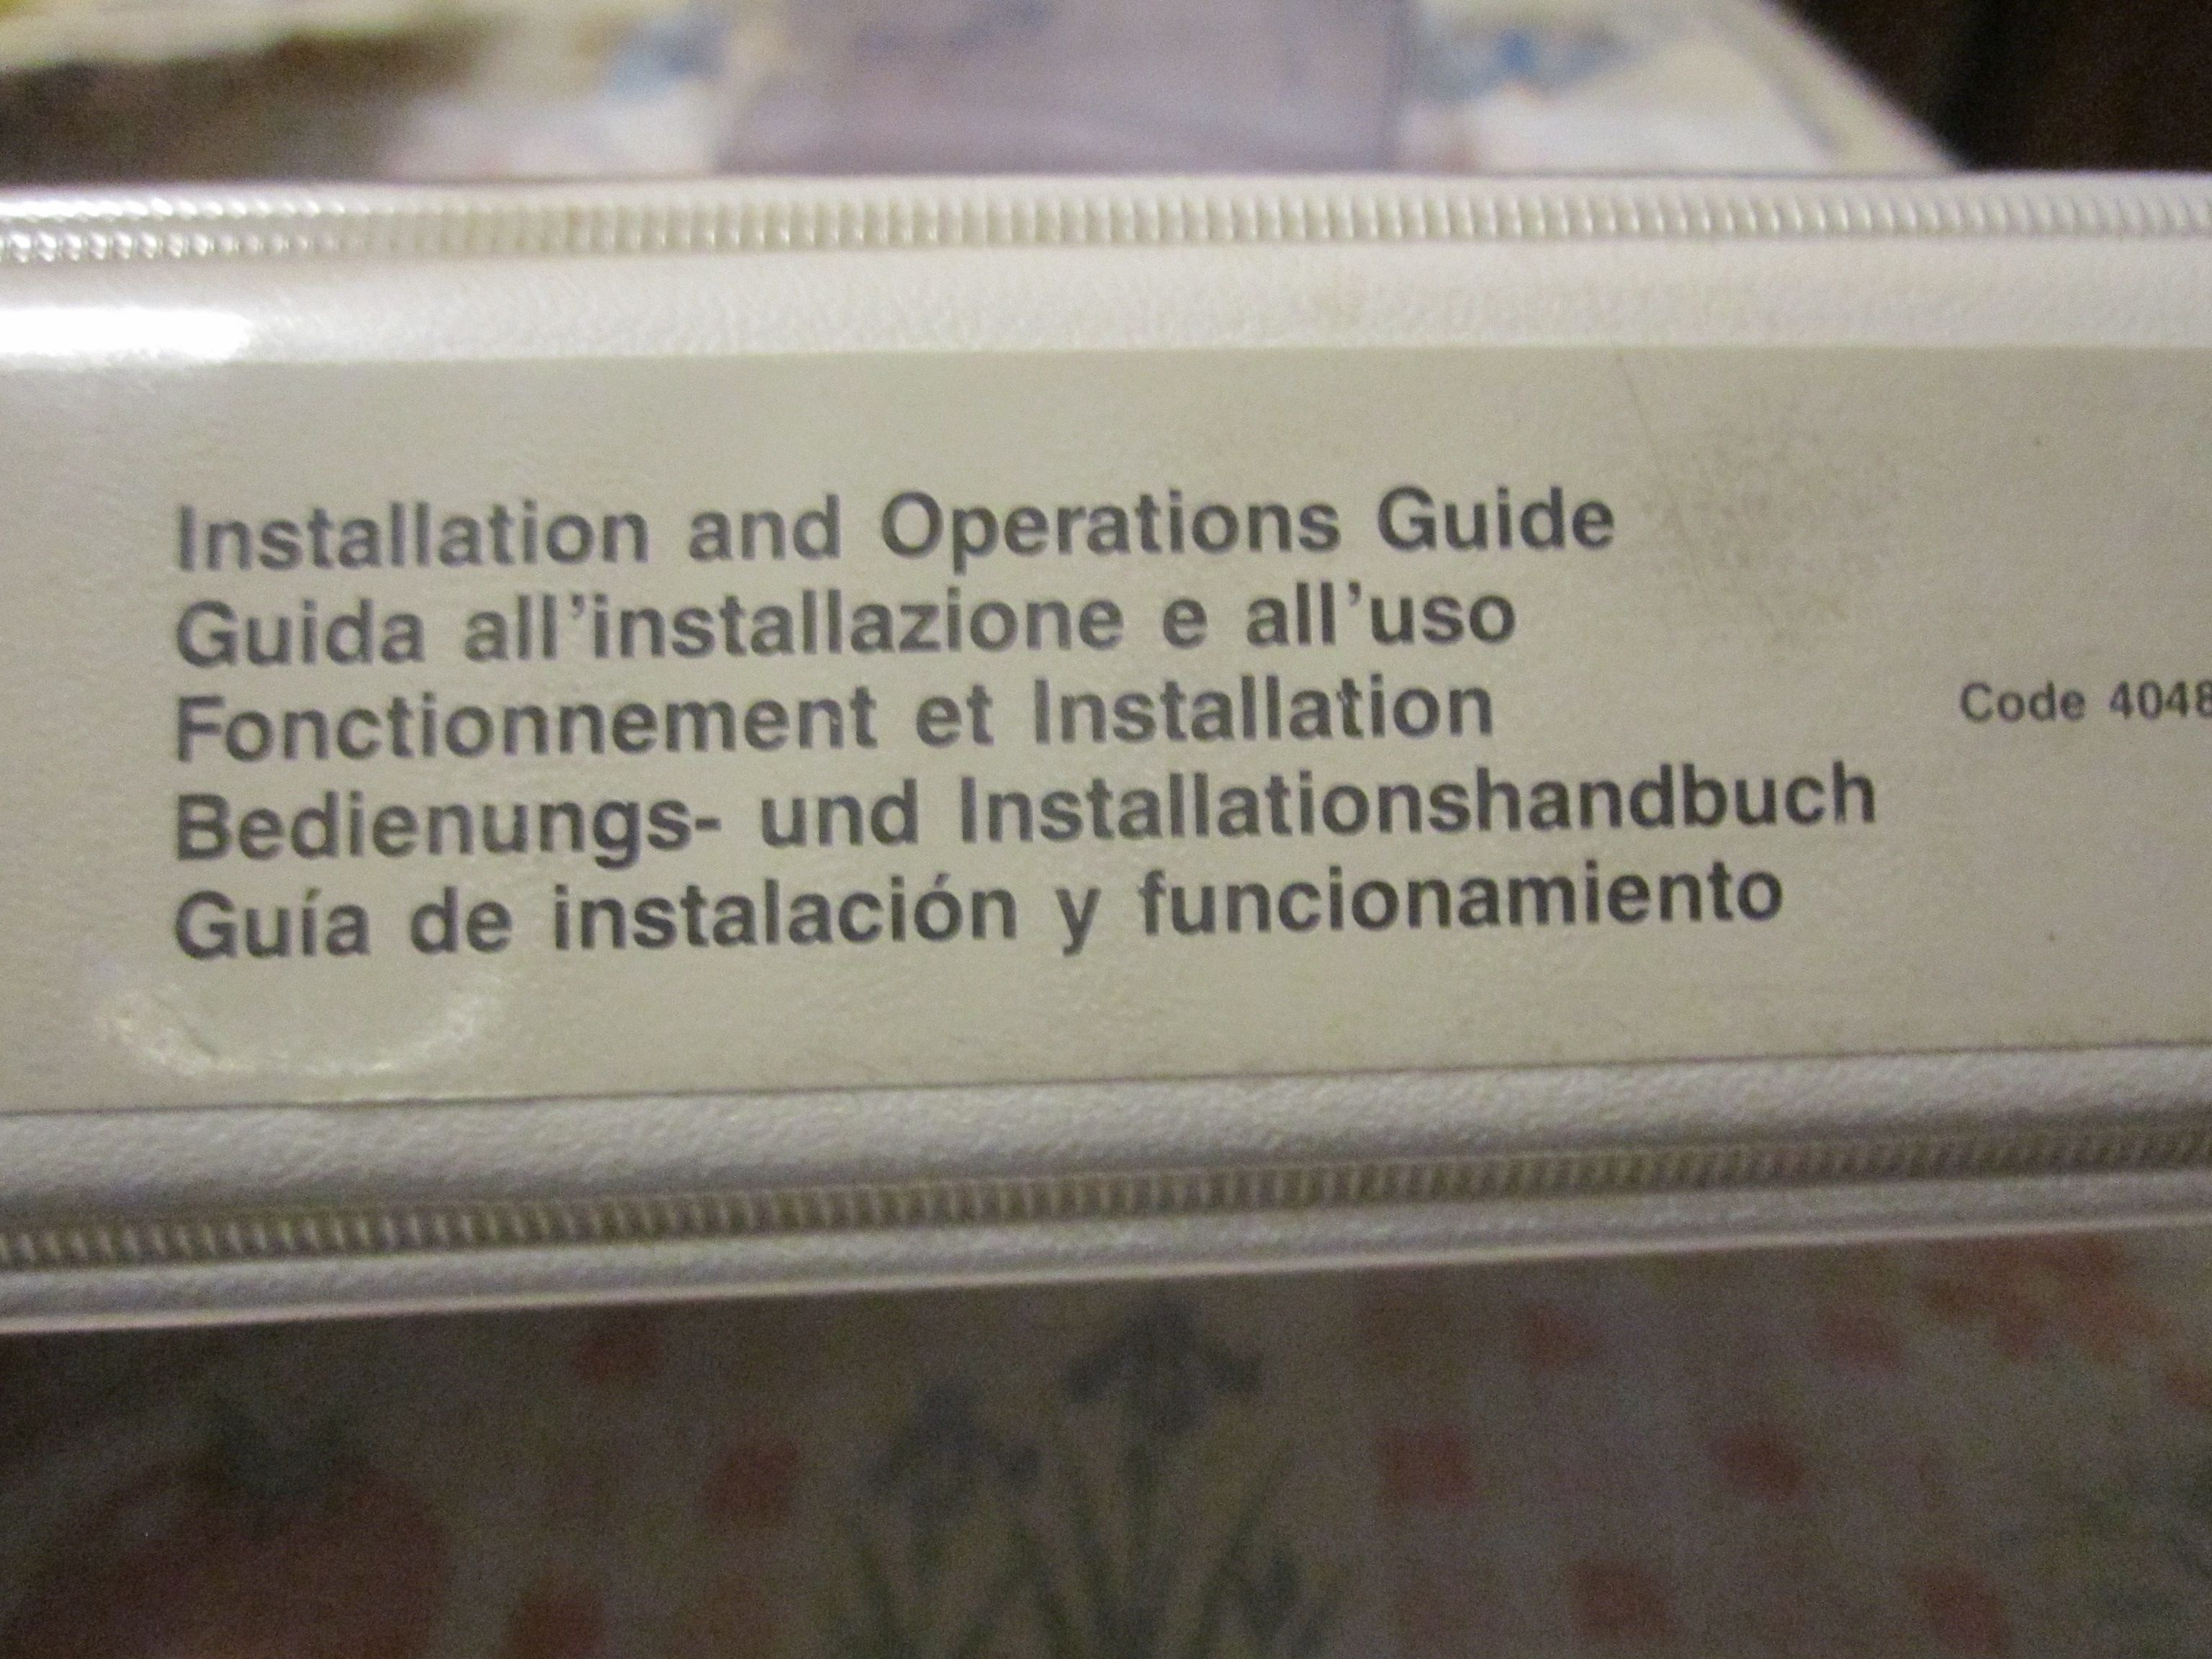 Installation and Operations Guide
Guida all'installazione e all'uso
Fonctionnement et Installation
Code 4048
Bedienungs- und Installationshandbuch
Guía de instalación y funcionamiento